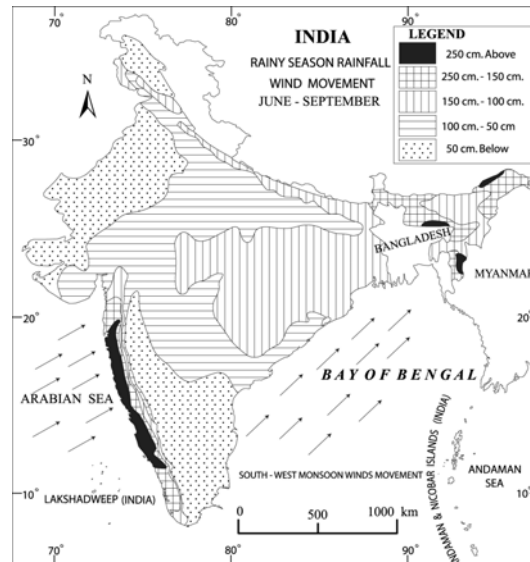 70°
80°
90°
INDIA
RAINY SEASON RAINFALL
WIND MOVEMENT
JUNE - SEPTEMBER
LEGEND
250 cm. Above
250 cm. - 150 cm.
150 cm. - 100 cm.
100 cm. - 50 cm
50 cm. Below
N
30°
30°
BANGLADESH
MYANMAR
20°
20°
BAY OF BENGAL
ARABIAN SEA
ANDAMAN
SEA
ANDAMAN & NICOBAR ISLANDS (INDIA)
SOUTH - WEST MONSOON WINDS MOVEMENT
LAKSHADWEEP (INDIA)
10°
10°
0 500 1000 km
70°
80°
90°